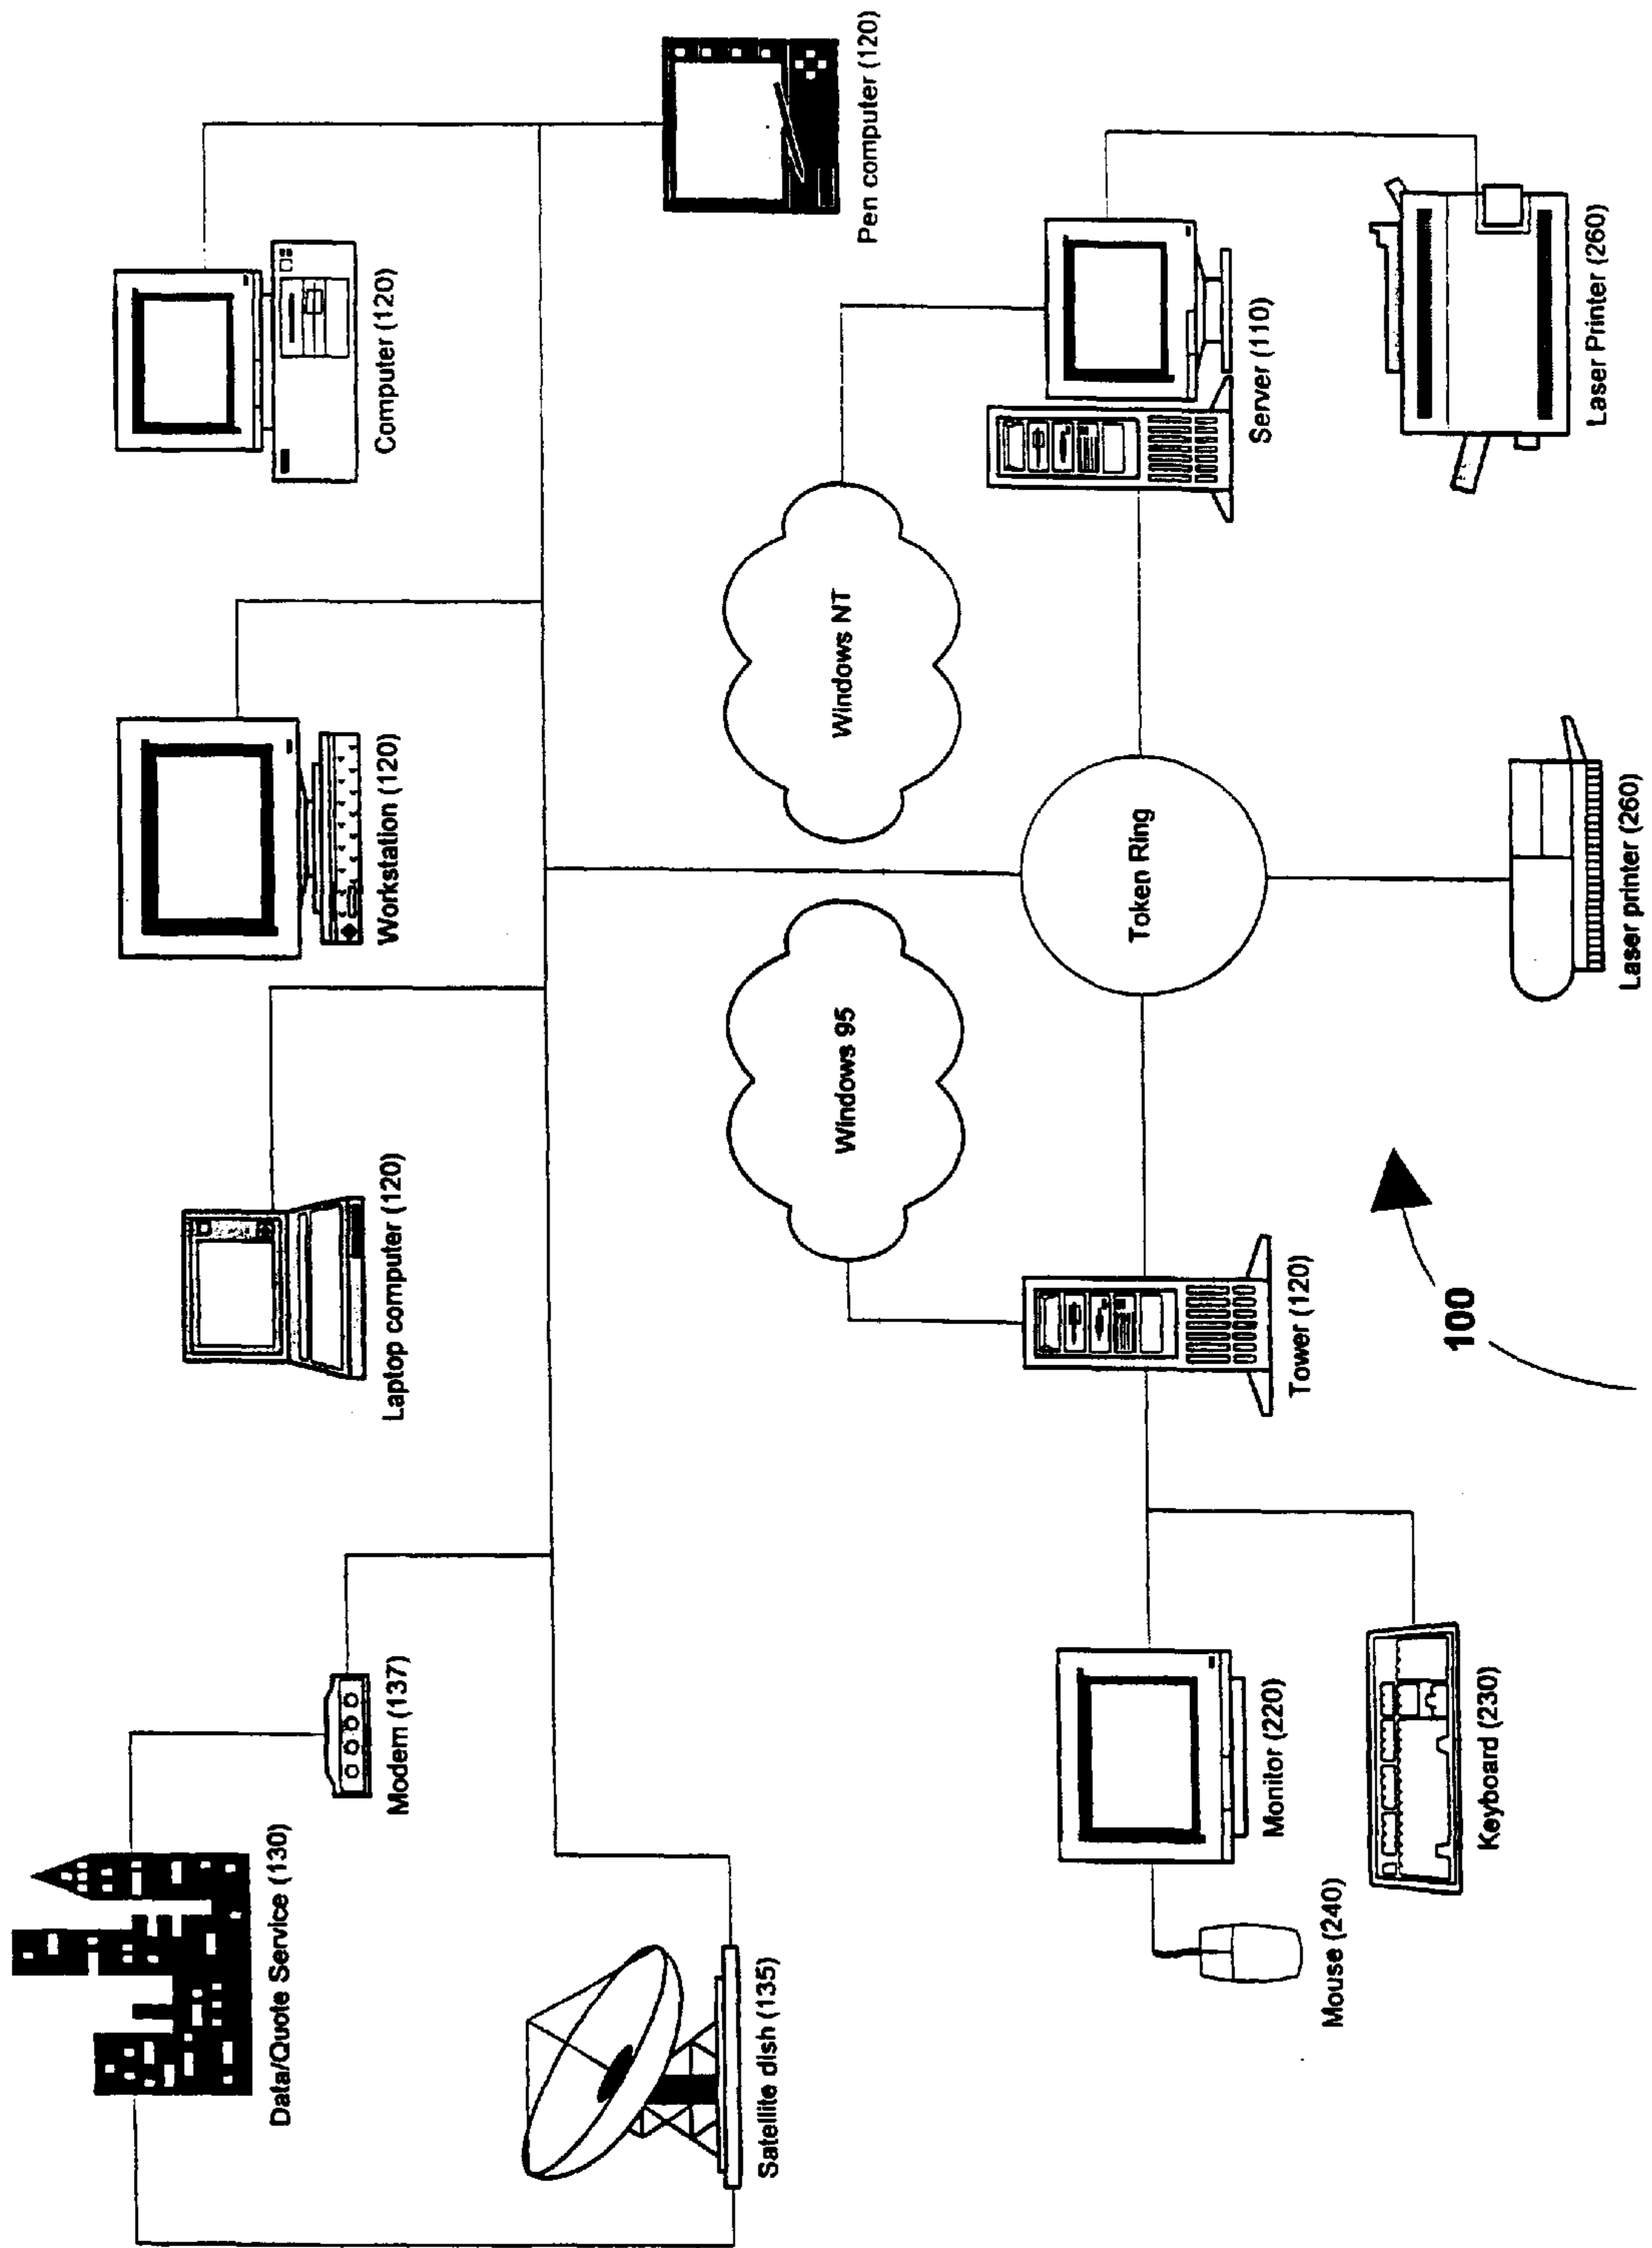 Data/Quote Service (130)
Modem (137)
Laptop computer (120)
Workstation (120)
Computer (120)
Satellite dish (135)
Pen computer (120)
Windows 95
Windows NT
Token Ring
Mouse (240)
Monitor (220)
Tower (120)
Server (110)
Keyboard (230)
100
Laser printer (260)
Laser Printer (260)